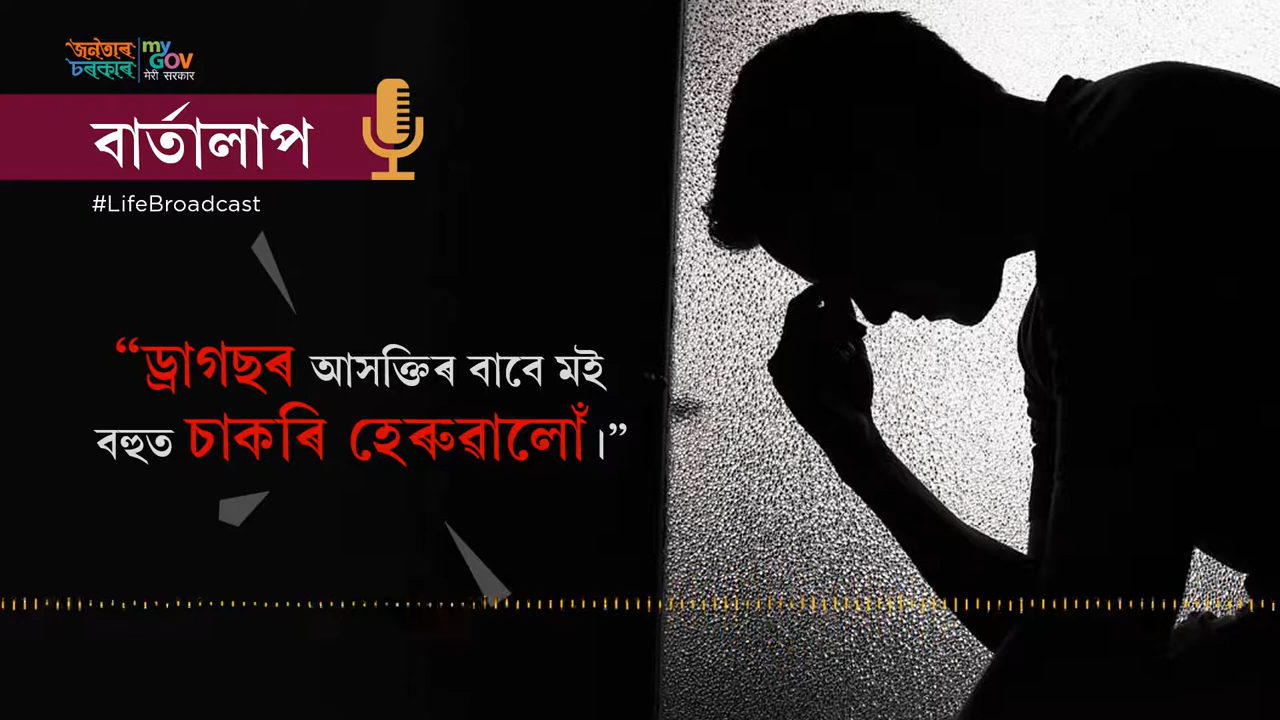 জনতাৰ
চৰকাৰ
my
GOV
मेरी सरकार
বাৰ্তালাপ
#LifeBroadcast
“ড্ৰাগছৰ আসক্তিৰ বাবে মই
বহুত চাকৰি হেৰুৱালোঁ।”